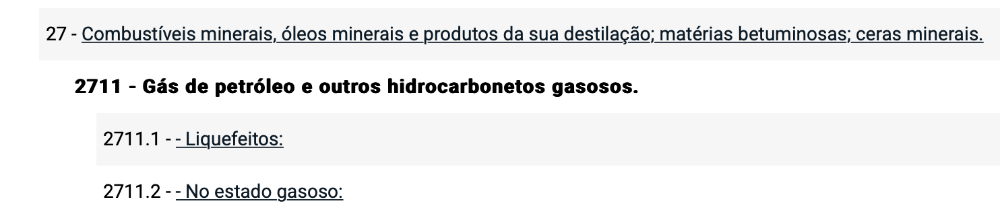 27 - Combustíveis minerais, óleos minerais e produtos da sua destilação; matérias betuminosas; ceras minerais.
2711 - Gás de petróleo e outros hidrocarbonetos gasosos.
2711.1 - - Liquefeitos:
2711.2 - - No estado gasoso: